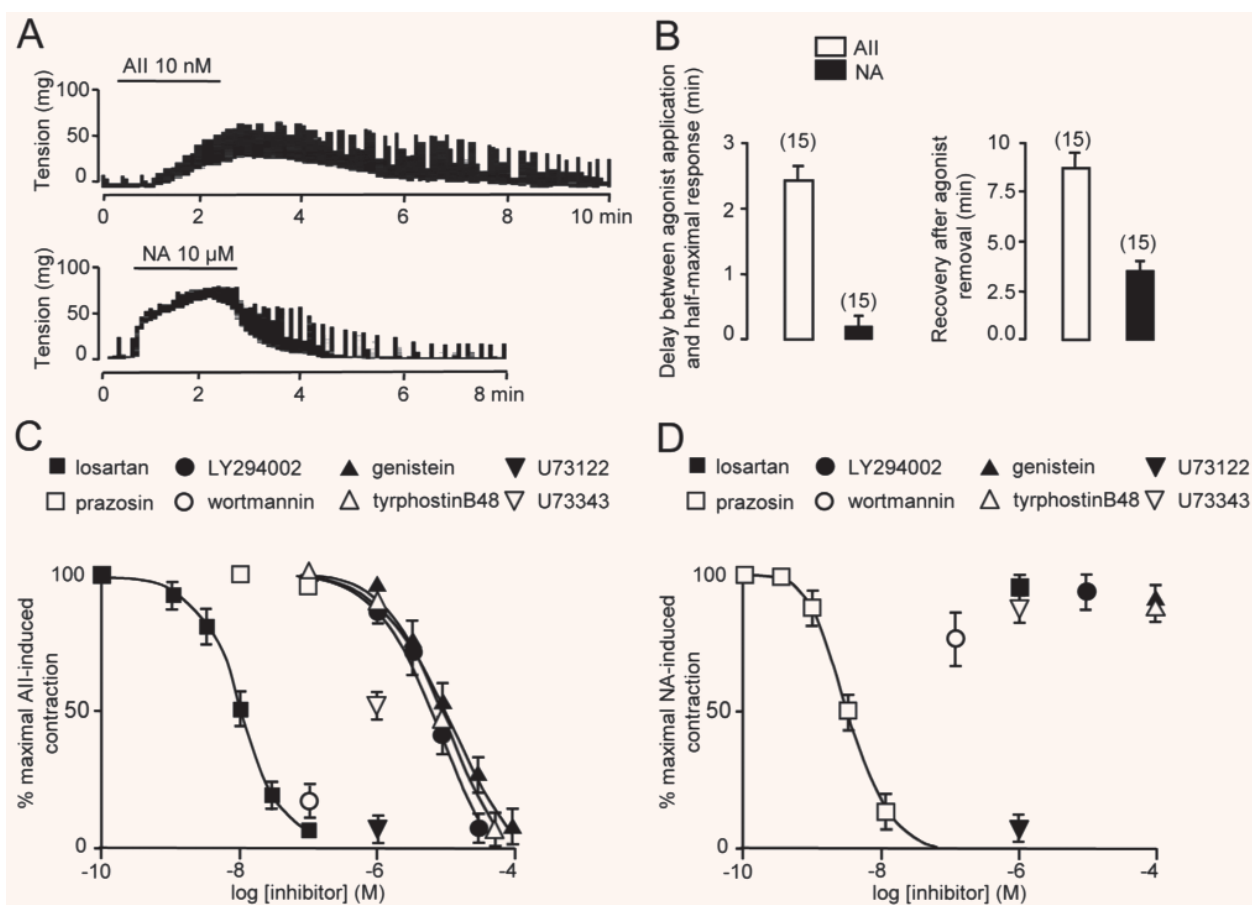 A
AII 10 nM
Tension (mg)
100
50
0
0 2 4 6 8 10 min
NA 10 µM
Tension (mg)
100
50
0
0 2 4 6 8 min
B
AII
NA
Delay between agonist application
and half-maximal response (min)
3
2
1
0
(15)
(15)
Recovery after agonist
removal (min)
10
7.5
5.0
2.5
0.0
(15)
(15)
C
losartan LY294002 genistein U73122
prazosin wortmannin tyrphostinB48 U73343
% maximal AII-induced
contraction
100
50
0
-10 -8 -6 -4
log [inhibitor] (M)
D
losartan LY294002 genistein U73122
prazosin wortmannin tyrphostinB48 U73343
% maximal NA-induced
contraction
100
50
0
-10 -8 -6 -4
log [inhibitor] (M)